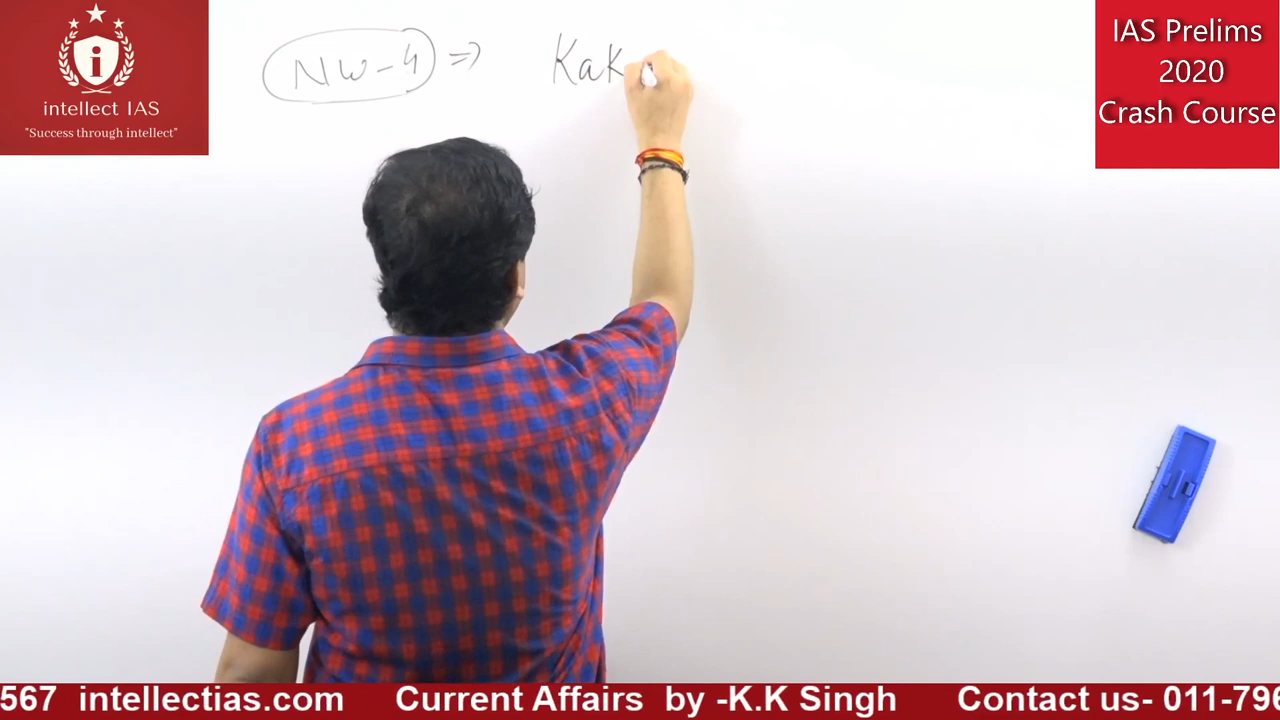 i
intellect IAS
"Success through intellect"
NW-4 => Kak
IAS Prelims
2020
Crash Course
567 intellectias.com Current Affairs by -K.K Singh Contact us- 011-796